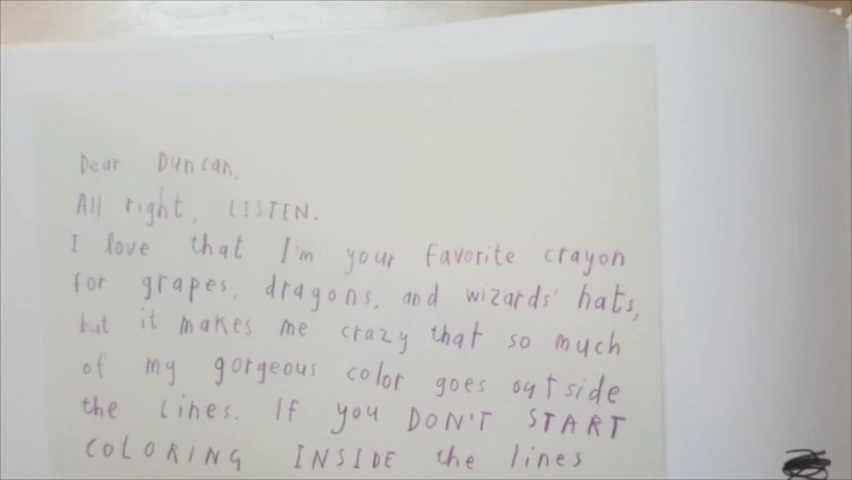 Dear Duncan,
All right, LISTEN.
I love that I'm your favorite crayon
for grapes, dragons, and wizards' hats,
but it makes me crazy that so much
of my gorgeous color goes outside
the lines. If you DON'T START
COLORING INSIDE the lines